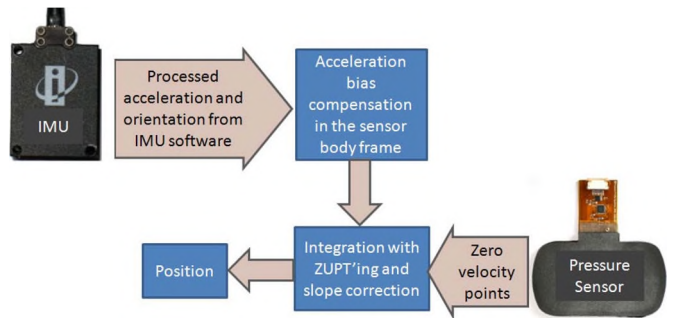 IMU
Processed
acceleration and
orientation from
IMU software
Acceleration
bias
compensation
in the sensor
body frame
Position
Integration with
ZUPT'ing and
slope correction
Zero
velocity
points
Pressure
Sensor